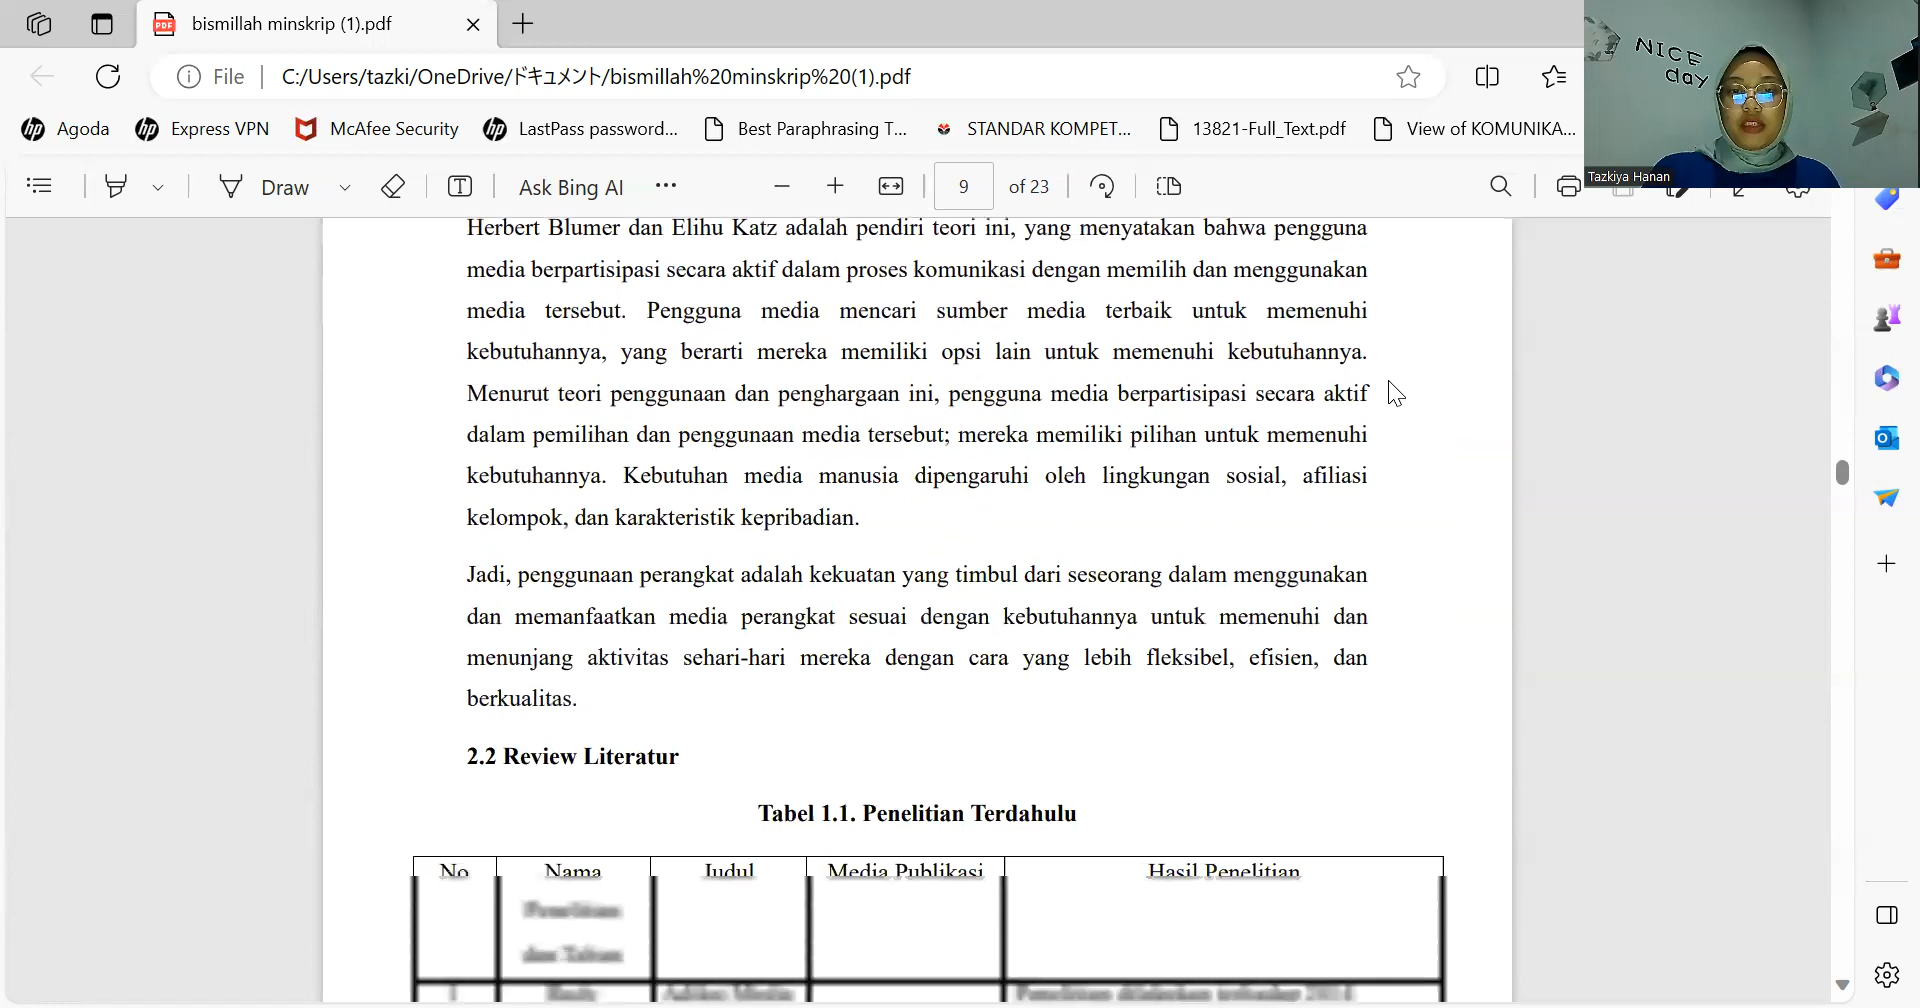 bismillah minskrip (1).pdf
File
C:/Users/tazki/OneDrive/ドキュメント/bismillah%20minskrip%20(1).pdf
Agoda
Express VPN
McAfee Security
LastPass password...
Best Paraphrasing T...
STANDAR KOMPET...
13821-Full_Text.pdf
View of KOMUNIKA...
NICE
day
Tazkiya Hanan
Draw
Ask Bing AI
9
of 23
Herbert Blumer dan Elihu Katz adalah pendiri teori ini, yang menyatakan bahwa pengguna
media berpartisipasi secara aktif dalam proses komunikasi dengan memilih dan menggunakan
media tersebut. Pengguna media mencari sumber media terbaik untuk memenuhi
kebutuhannya, yang berarti mereka memiliki opsi lain untuk memenuhi kebutuhannya.
Menurut teori penggunaan dan penghargaan ini, pengguna media berpartisipasi secara aktif
dalam pemilihan dan penggunaan media tersebut; mereka memiliki pilihan untuk memenuhi
kebutuhannya. Kebutuhan media manusia dipengaruhi oleh lingkungan sosial, afiliasi
kelompok, dan karakteristik kepribadian.
Jadi, penggunaan perangkat adalah kekuatan yang timbul dari seseorang dalam menggunakan
dan memanfaatkan media perangkat sesuai dengan kebutuhannya untuk memenuhi dan
menunjang aktivitas sehari-hari mereka dengan cara yang lebih fleksibel, efisien, dan
berkualitas.
2.2 Review Literatur
Tabel 1.1. Penelitian Terdahulu
No
Nama
Judul
Media Publikasi
Hasil Penelitian
Penelitian
dan Tahun